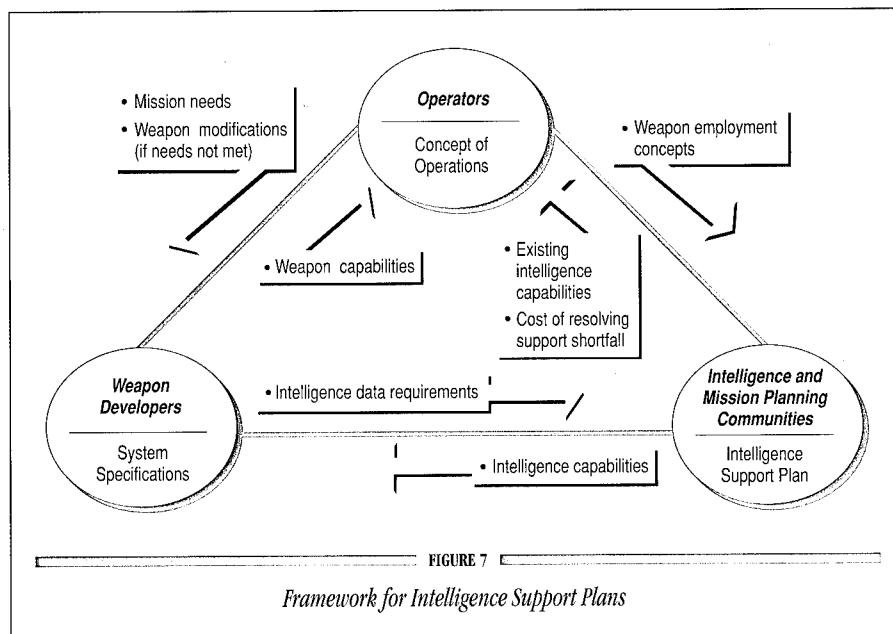 Operators
Concept of
Operations
• Mission needs
• Weapon modifications
(if needs not met)
• Weapon employment
concepts
• Weapon capabilities
• Existing
intelligence
capabilities
• Cost of resolving
support shortfall
Weapon
Developers
System
Specifications
• Intelligence data requirements
• Intelligence capabilities
Intelligence and
Mission Planning
Communities
Intelligence
Support Plan
FIGURE 7
Framework for Intelligence Support Plans